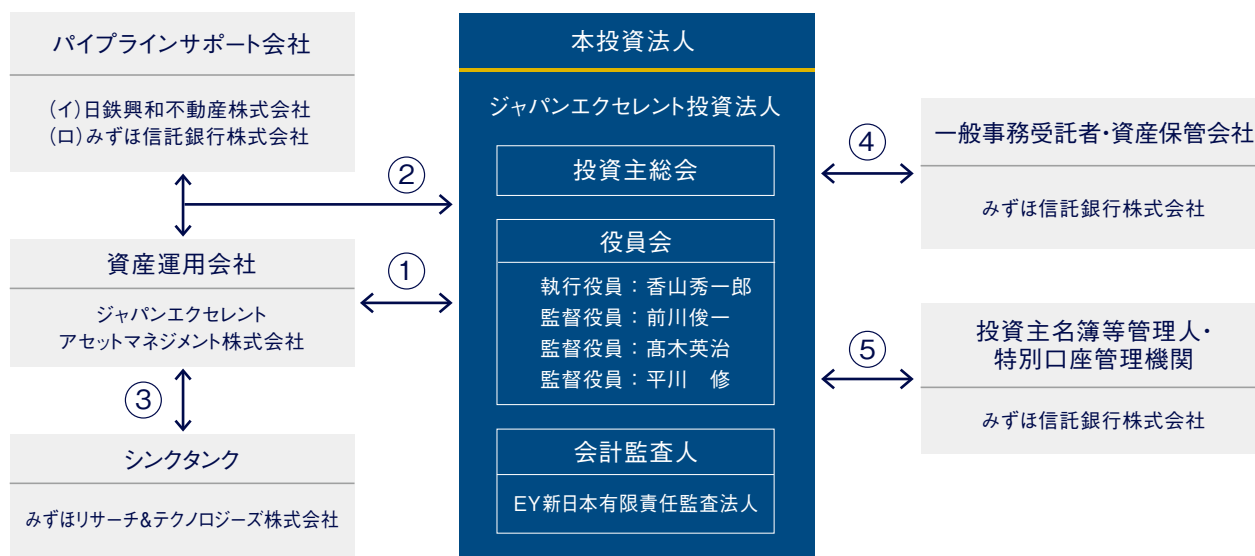 パイプラインサポート会社
(イ)日鉄興和不動産株式会社
(ロ)みずほ信託銀行株式会社
②
資産運用会社
ジャパンエクセレント
アセットマネジメント株式会社
①
③
シンクタンク
みずほリサーチ&テクノロジーズ株式会社
本投資法人
ジャパンエクセレント投資法人
投資主総会
役員会
執行役員：香山秀一郎
監督役員：前川俊一
監督役員：髙木英治
監督役員：平川　修
会計監査人
EY新日本有限責任監査法人
④
一般事務受託者・資産保管会社
みずほ信託銀行株式会社
⑤
投資主名簿等管理人・
特別口座管理機関
みずほ信託銀行株式会社